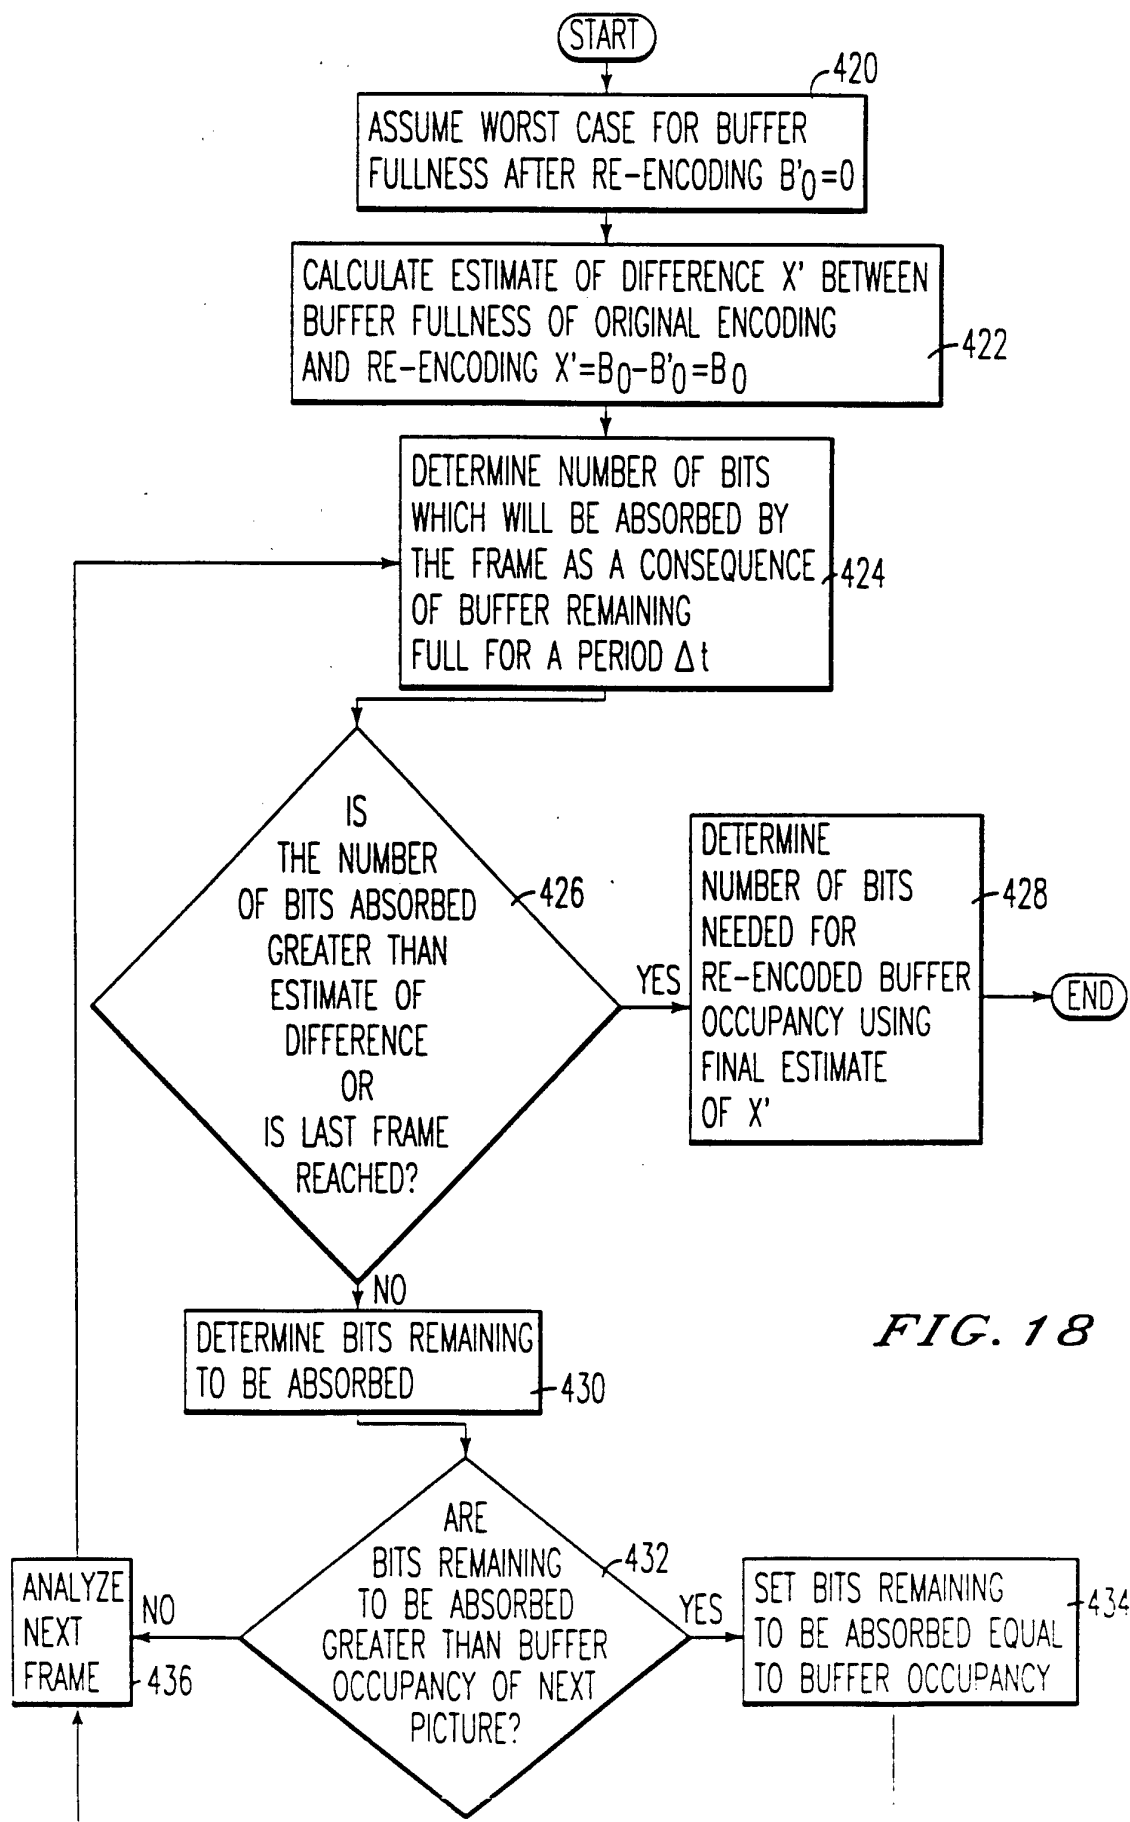 START
420
ASSUME WORST CASE FOR BUFFER
FULLNESS AFTER RE-ENCODING B'0=0
CALCULATE ESTIMATE OF DIFFERENCE X' BETWEEN
BUFFER FULLNESS OF ORIGINAL ENCODING
AND RE-ENCODING X'=B0-B'0=B0
422
DETERMINE NUMBER OF BITS
WHICH WILL BE ABSORBED BY
THE FRAME AS A CONSEQUENCE
OF BUFFER REMAINING
FULL FOR A PERIOD Δt
424
IS
THE NUMBER
OF BITS ABSORBED
GREATER THAN
ESTIMATE OF
DIFFERENCE
OR
IS LAST FRAME
REACHED?
426
YES
DETERMINE
NUMBER OF BITS
NEEDED FOR
RE-ENCODED BUFFER
OCCUPANCY USING
FINAL ESTIMATE
OF X'
428
END
NO
DETERMINE BITS REMAINING
TO BE ABSORBED
430
FIG. 18
ARE
BITS REMAINING
TO BE ABSORBED
GREATER THAN BUFFER
OCCUPANCY OF NEXT
PICTURE?
432
YES
SET BITS REMAINING
TO BE ABSORBED EQUAL
TO BUFFER OCCUPANCY
434
NO
ANALYZE
NEXT
FRAME
436